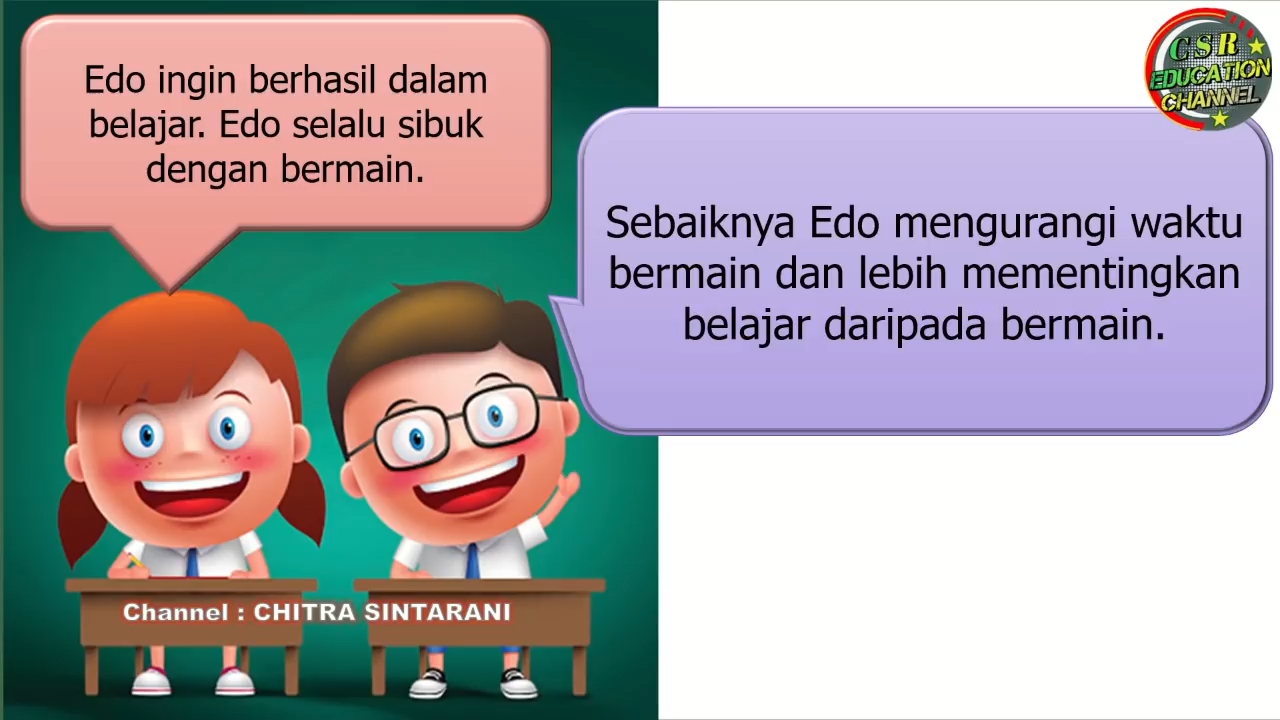 Edo ingin berhasil dalam
belajar. Edo selalu sibuk
dengan bermain.
CSR
EDUCATION
CHANNEL
Sebaiknya Edo mengurangi waktu
bermain dan lebih mementingkan
belajar daripada bermain.
Channel : CHITRA SINTARANI